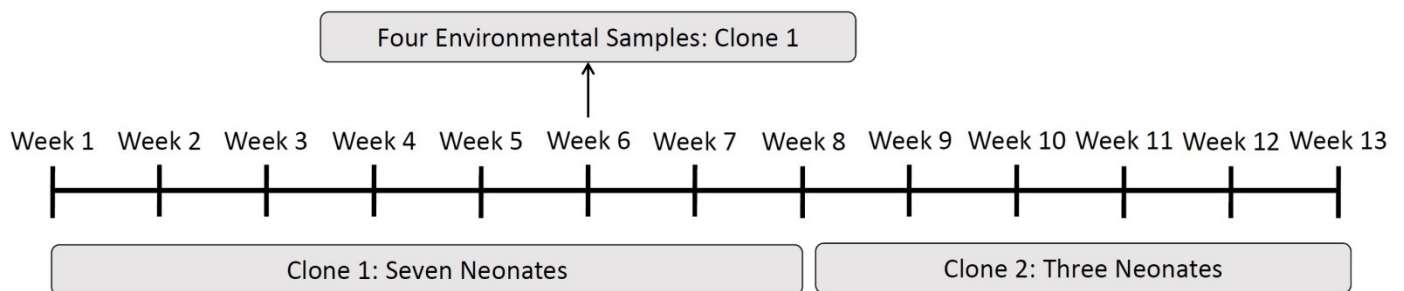 Four Environmental Samples: Clone 1
Week 1 Week 2 Week 3 Week 4 Week 5 Week 6 Week 7 Week 8 Week 9 Week 10 Week 11 Week 12 Week 13
Clone 1: Seven Neonates
Clone 2: Three Neonates